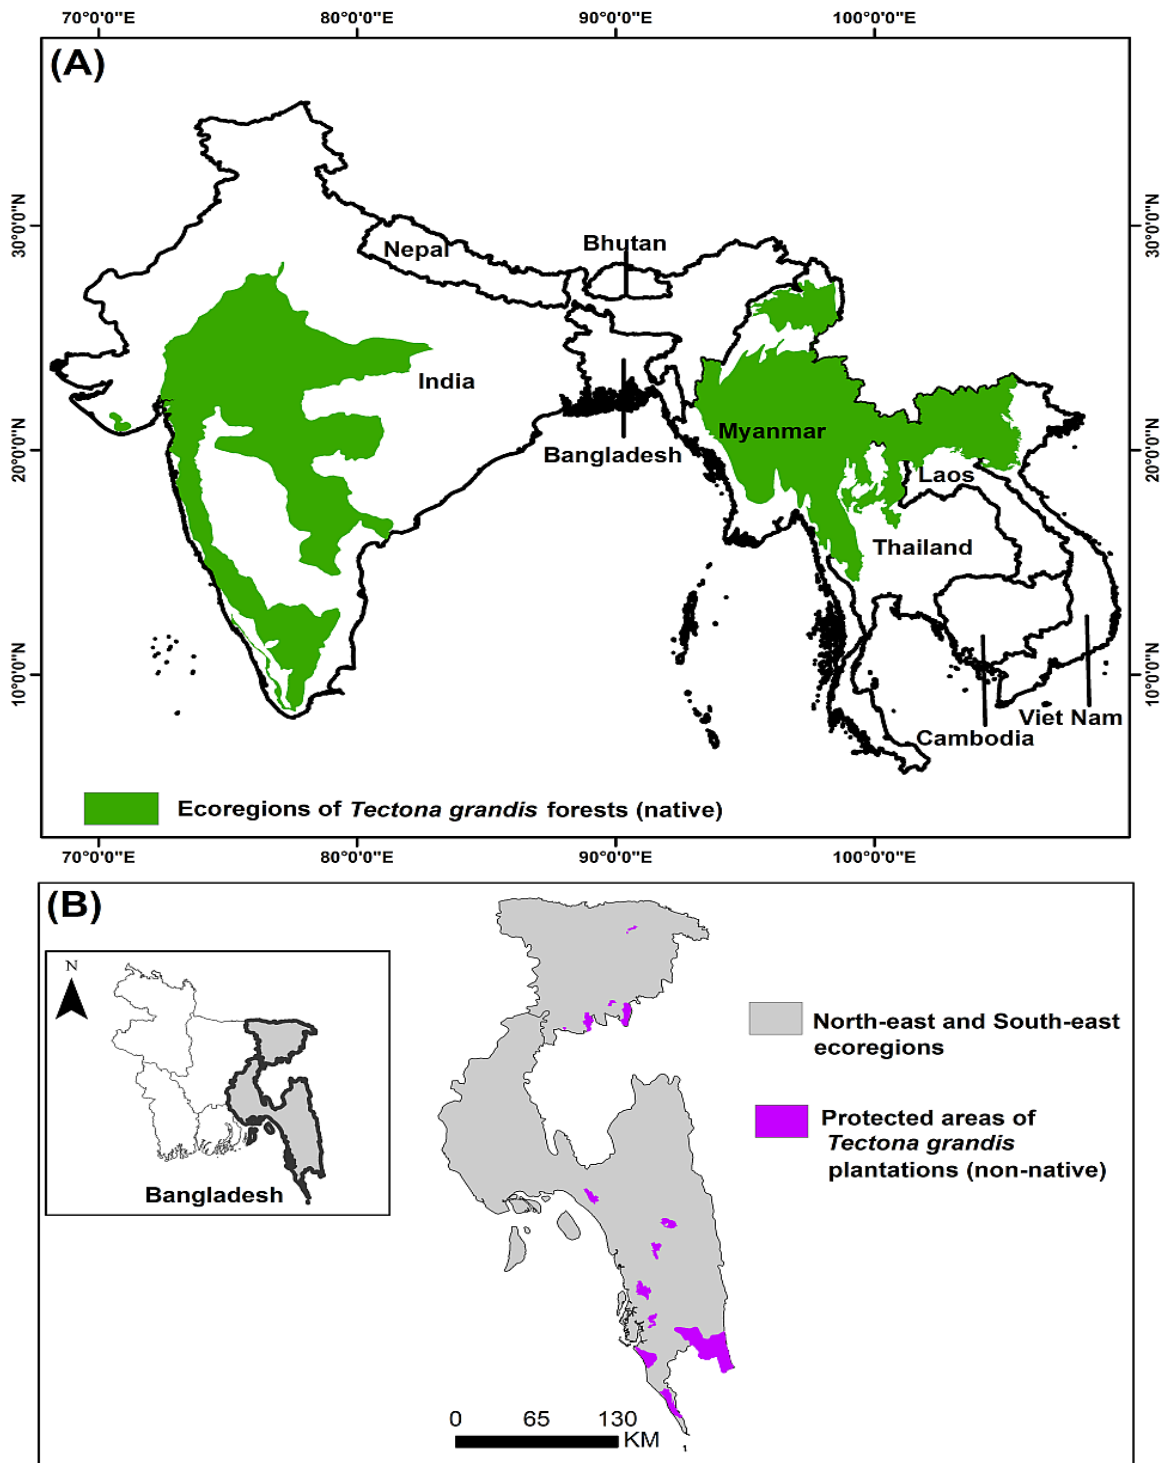 70°0'0"E 80°0'0"E 90°0'0"E 100°0'0"E
(A)
30°0'0"N
30°0'0"N
Nepal
Bhutan
India
Myanmar
20°0'0"N
20°0'0"N
Bangladesh
Laos
Thailand
10°0'0"N
10°0'0"N
Viet Nam
Cambodia
Ecoregions of Tectona grandis forests (native)
70°0'0"E 80°0'0"E 90°0'0"E 100°0'0"E
(B)
N
Bangladesh
North-east and South-east
ecoregions
Protected areas of
Tectona grandis
plantations (non-native)
0 65 130
KM